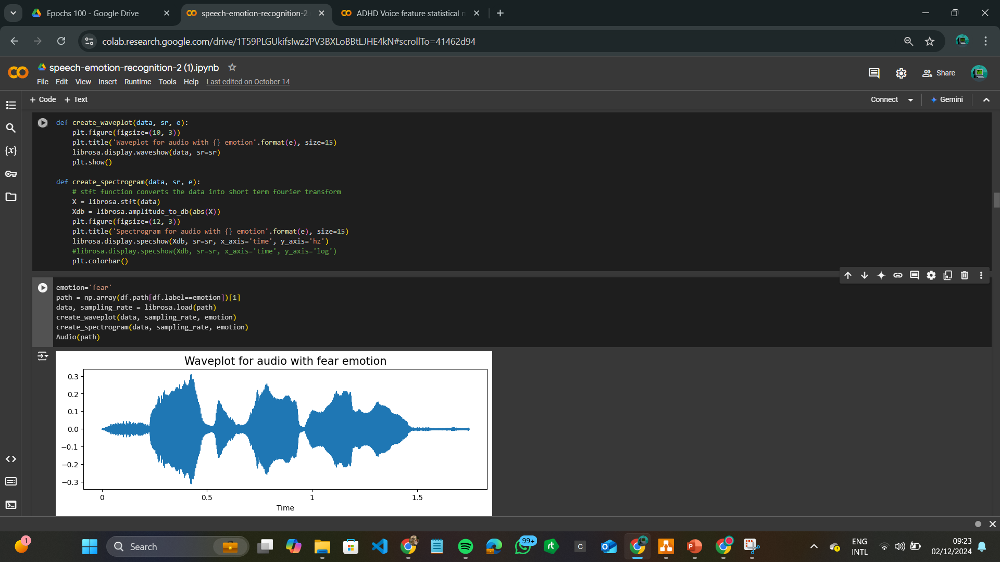 Epochs 100 - Google Drive
speech-emotion-recognition-2
ADHD Voice feature statistical
colab.research.google.com/drive/1T59PLGUkifsIwz2PV3BXLoBBtLJHE4kN#scrollTo=41462d94
speech-emotion-recognition-2 (1).ipynb
File Edit View Insert Runtime Tools Help Last edited on October 14
Share
+ Code + Text
Connect
Gemini
def create_waveplot(data, sr, e):
    plt.figure(figsize=(10, 3))
    plt.title('Waveplot for audio with {} emotion'.format(e), size=15)
    librosa.display.waveshow(data, sr=sr)
    plt.show()
def create_spectrogram(data, sr, e):
    # stft function converts the data into short term fourier transform
    X = librosa.stft(data)
    Xdb = librosa.amplitude_to_db(abs(X))
    plt.figure(figsize=(12, 3))
    plt.title('Spectrogram for audio with {} emotion'.format(e), size=15)
    librosa.display.specshow(Xdb, sr=sr, x_axis='time', y_axis='hz')
    #librosa.display.specshow(Xdb, sr=sr, x_axis='time', y_axis='log')
    plt.colorbar()
emotion='fear'
path = np.array(df.path[df.label==emotion])[1]
data, sampling_rate = librosa.load(path)
create_waveplot(data, sampling_rate, emotion)
create_spectrogram(data, sampling_rate, emotion)
Audio(path)
Waveplot for audio with fear emotion
0.3
0.2
0.1
0.0
−0.1
−0.2
−0.3
0 0.5 1 1.5
Time
1
Search
99+
ENG
INTL
09:23
02/12/2024